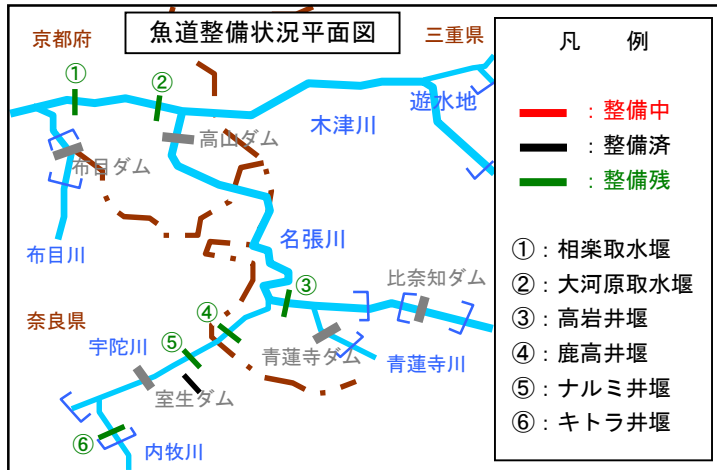 魚道整備状況平面図
京都府
三重県
①
②
遊水地
木津川
高山ダム
布目ダム
布目川
名張川
③
比奈知ダム
奈良県
④
宇陀川
⑤
青蓮寺ダム
青蓮寺川
室生ダム
⑥
内牧川
凡 例
：整備中
：整備済
：整備残
①：相楽取水堰
②：大河原取水堰
③：高岩井堰
④：鹿高井堰
⑤：ナルミ井堰
⑥：キトラ井堰